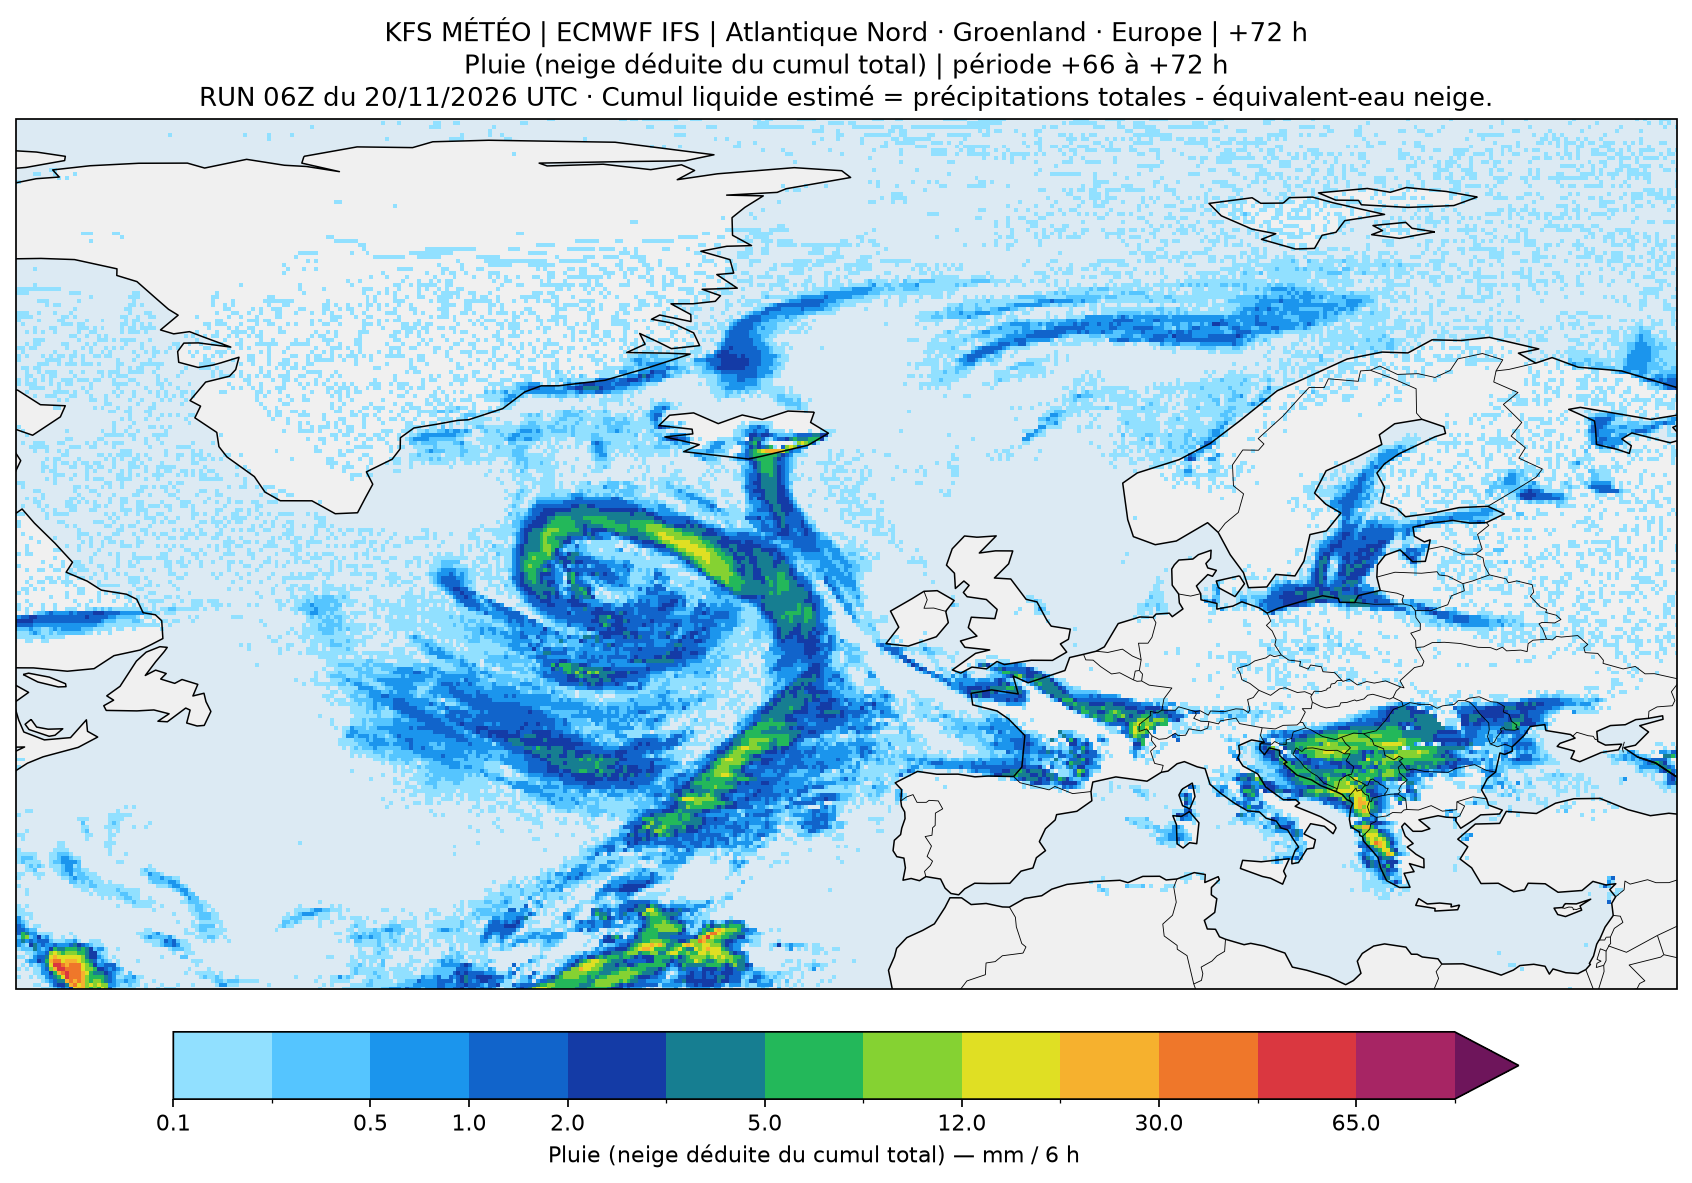 KFS MÉTÉO | ECMWF IFS | Atlantique Nord · Groenland · Europe | +72 h
Pluie (neige déduite du cumul total) | période +66 à +72 h
RUN 06Z du 20/11/2026 UTC · Cumul liquide estimé = précipitations totales - équivalent-eau neige.
0.1 0.5 1.0 2.0 5.0 12.0 30.0 65.0
Pluie (neige déduite du cumul total) — mm / 6 h